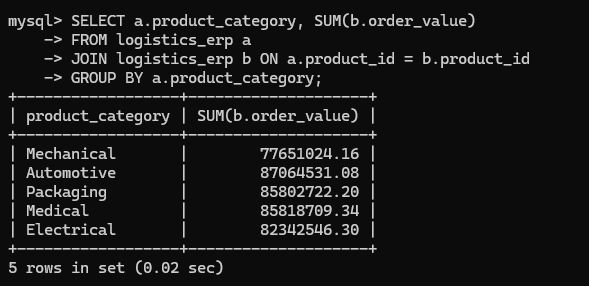 mysql> SELECT a.product_category, SUM(b.order_value)
    -> FROM logistics_erp a
    -> JOIN logistics_erp b ON a.product_id = b.product_id
    -> GROUP BY a.product_category;
+------------------+--------------------+
| product_category | SUM(b.order_value) |
+------------------+--------------------+
| Mechanical       |        77651024.16 |
| Automotive       |        87064531.08 |
| Packaging        |        85802722.20 |
| Medical          |        85818709.34 |
| Electrical       |        82342546.30 |
+------------------+--------------------+
5 rows in set (0.02 sec)